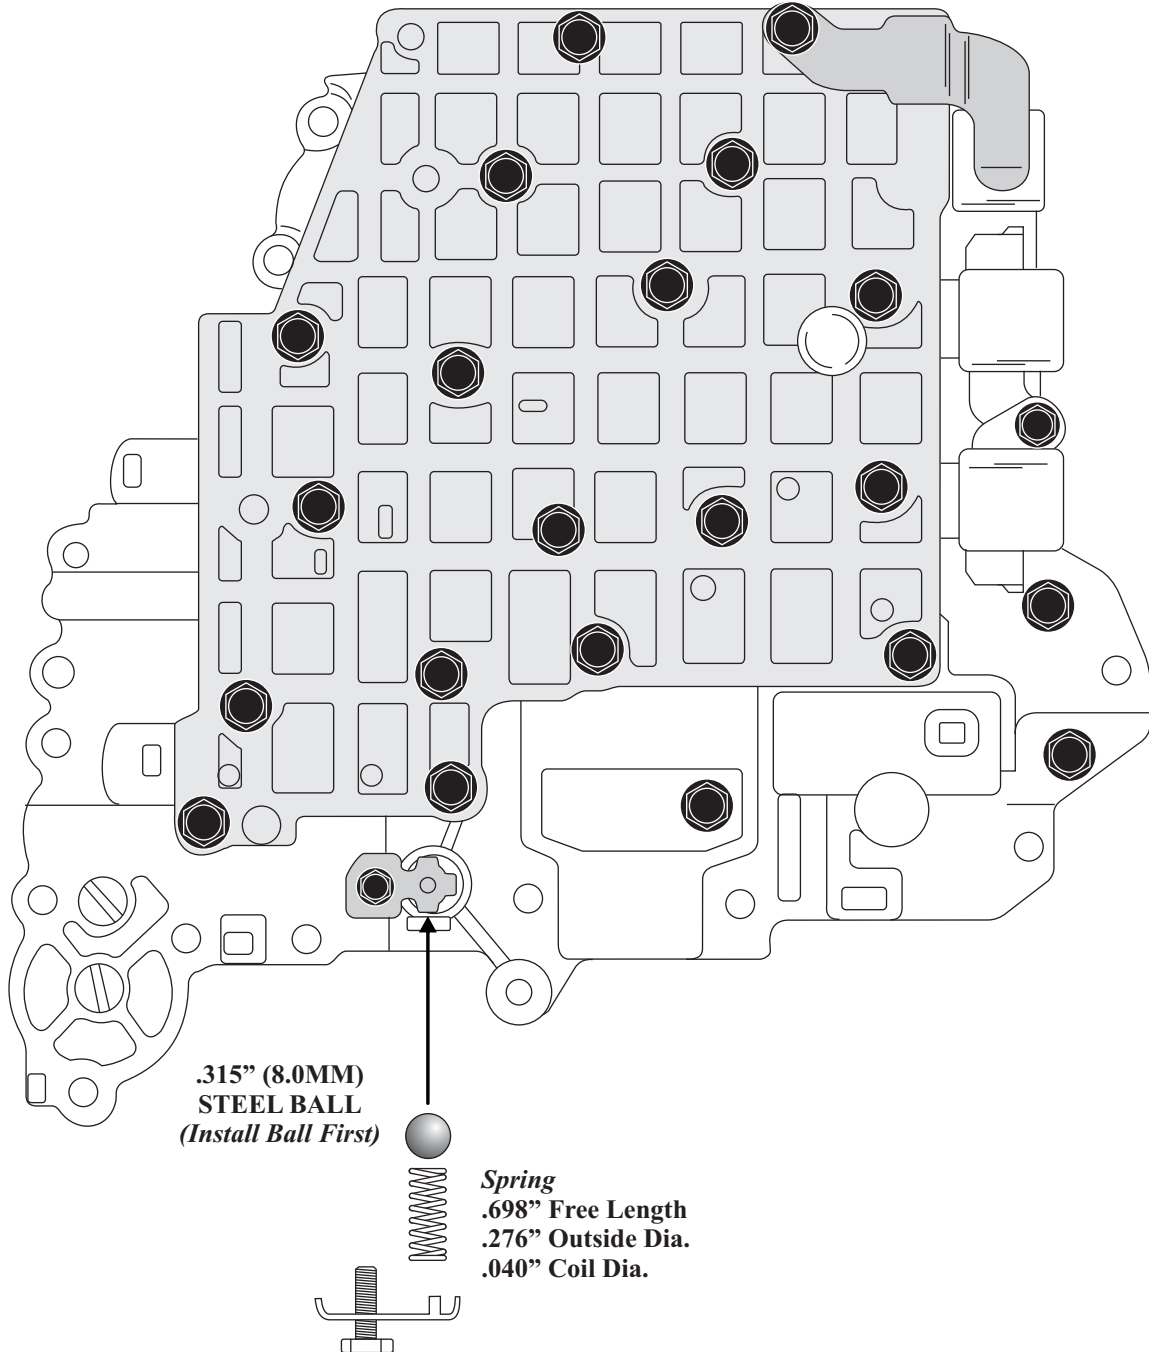 .315” (8.0MM)
STEEL BALL
(Install Ball First)
Spring
.698” Free Length
.276” Outside Dia.
.040” Coil Dia.